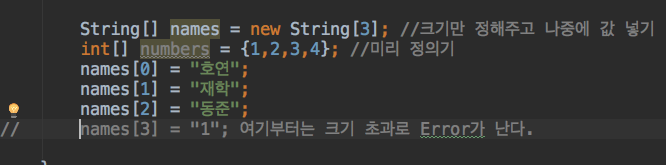 String[] names = new String[3]; //크기만 정해주고 나중에 값 넣기
int[] numbers = {1,2,3,4}; //미리 정의기
names[0] = "호연";
names[1] = "재학";
names[2] = "동준";
// names[3] = "1"; 여기부터는 크기 초과로 Error가 난다.
}